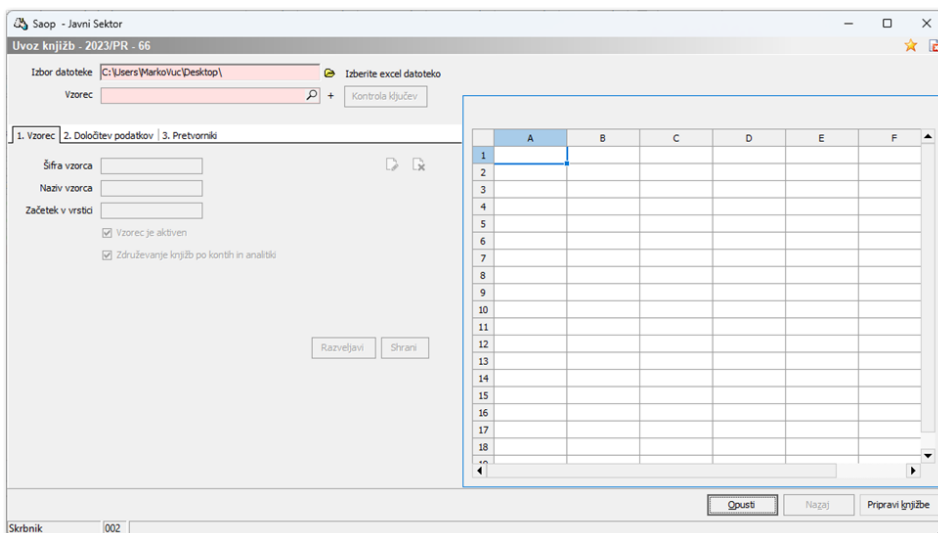 Saop - Javni Sektor
Uvoz knjižb - 2023/PR - 66
Izbor datoteke C:\Users\MarkoVuc\Desktop\ Izberite excel datoteko
Vzorec + Kontrola ključev
1. Vzorec 2. Določitev podatkov 3. Pretvorniki
Šifra vzorca
Naziv vzorca
Začetek v vrstici
Vzorec je aktiven
Združevanje knjižb po kontih in analitiki
Razveljavi Shrani
A B C D E F
1
2
3
4
5
6
7
8
9
10
11
12
13
14
15
16
17
18
19
Opusti Nazaj Pripravi knjižbe
Skrbnik 002